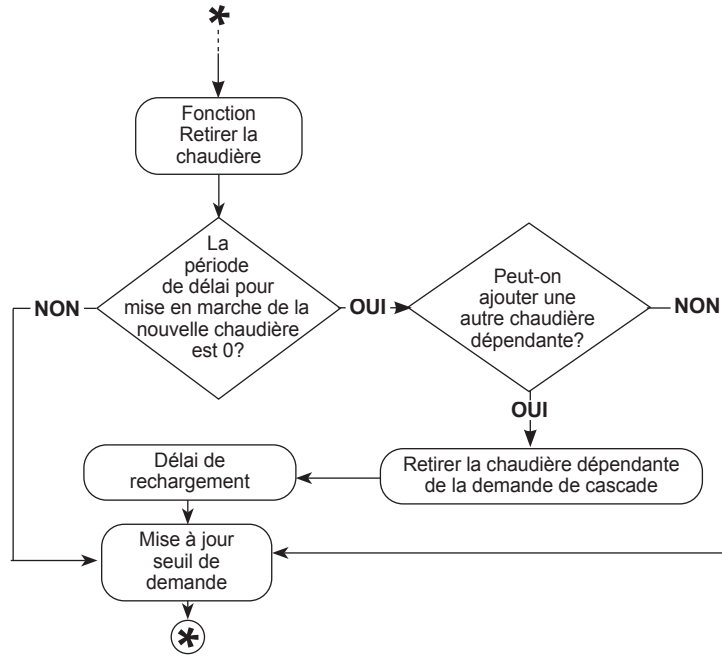 *
Fonction
Retirer la
chaudière
La
période
de délai pour
mise en marche de la
nouvelle chaudière
est 0?
NON
OUI
Peut-on
ajouter une
autre chaudière
dépendante?
NON
OUI
Délai de
rechargement
Retirer la chaudière dépendante
de la demande de cascade
Mise à jour
seuil de
demande
*